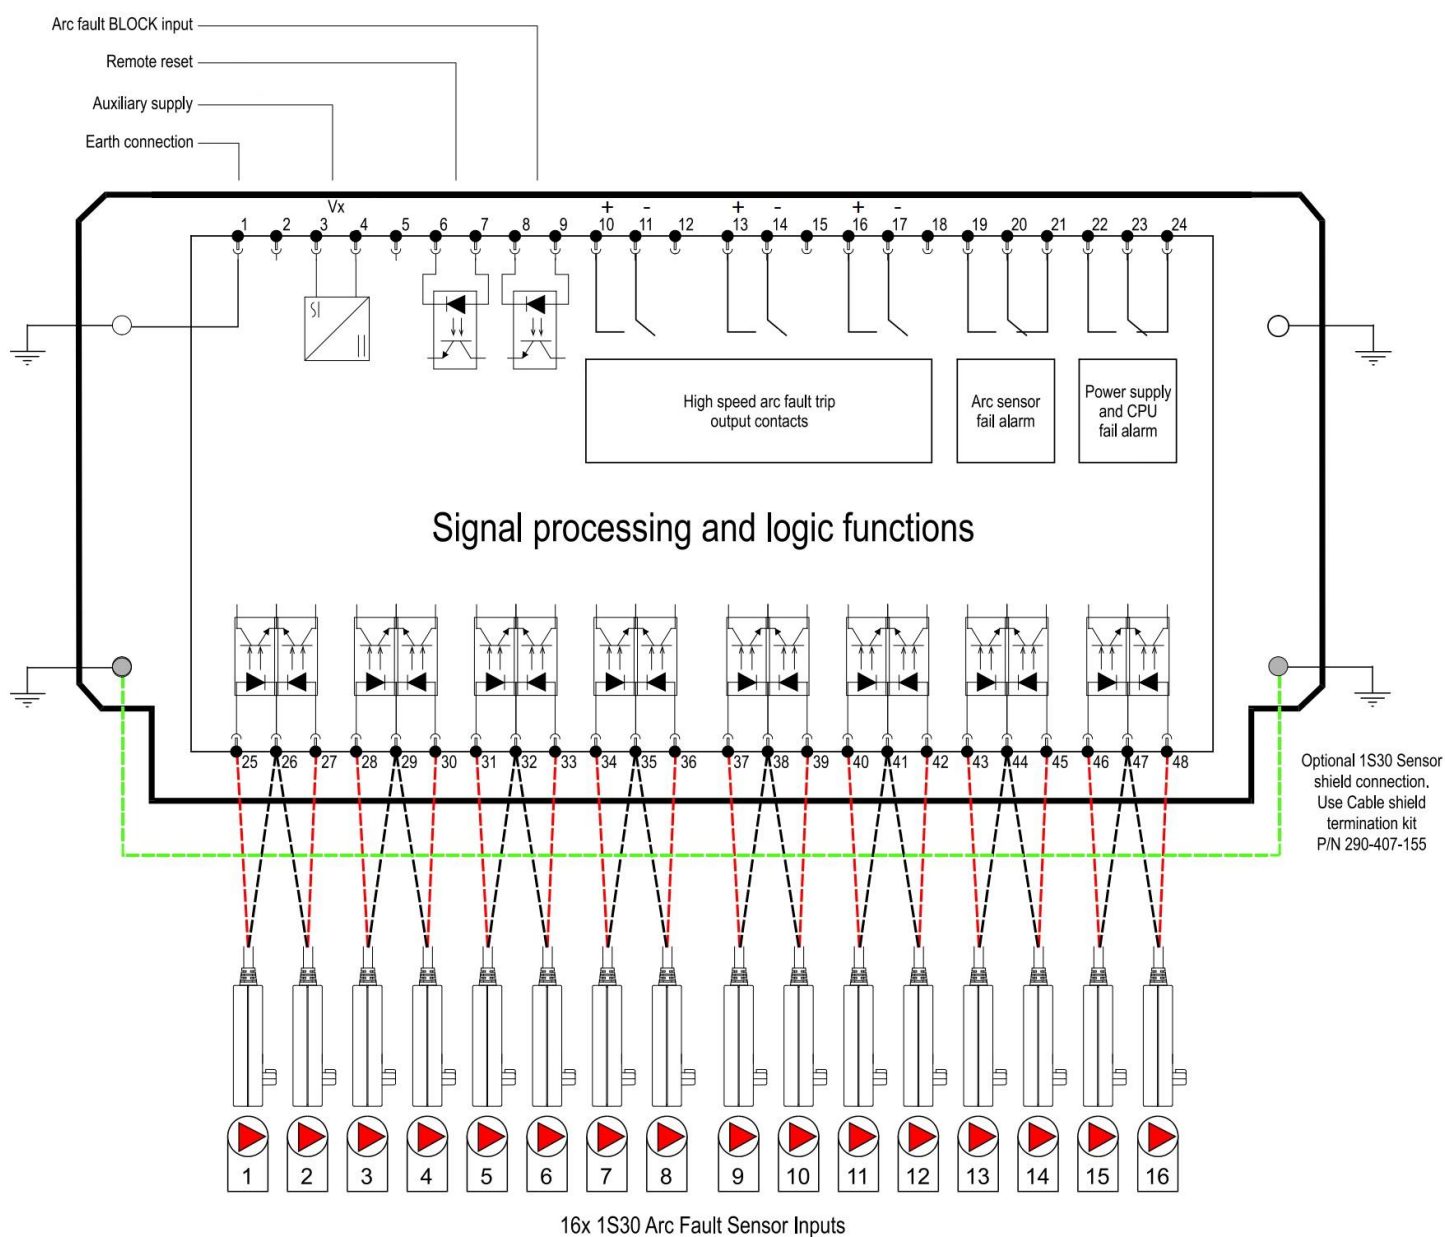 Arc fault BLOCK input
Remote reset
Auxiliary supply
Earth connection
Vx
+ - + - + -
1 2 3 4 5 6 7 8 9 10 11 12 13 14 15 16 17 18 19 20 21 22 23 24
High speed arc fault trip
output contacts
Arc sensor
fail alarm
Power supply
and CPU
fail alarm
Signal processing and logic functions
25 26 27 28 29 30 31 32 33 34 35 36 37 38 39 40 41 42 43 44 45 46 47 48
Optional 1S30 Sensor
shield connection.
Use Cable shield
termination kit
P/N 290-407-155
1 2 3 4 5 6 7 8 9 10 11 12 13 14 15 16
16x 1S30 Arc Fault Sensor Inputs